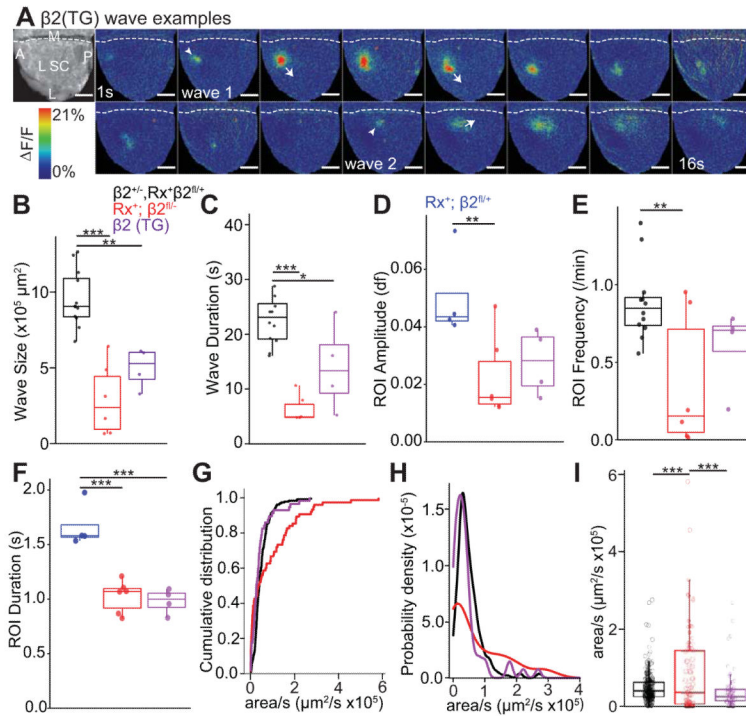 A β2(TG) wave examples
M
A
P
L SC
L
1s
wave 1
ΔF/F
21%
0%
wave 2
16s
B
β2+/-,Rx+β2fl/+
Rx+; β2fl/-
β2 (TG)
***
**
Wave Size (x10⁵ µm²)
10
5
0
C
***
*
Wave Duration (s)
40
30
20
10
0
D
Rx+; β2fl/+
**
ROI Amplitude (df)
0.06
0.04
0.02
0.00
E
**
ROI Frequency (/min)
1.0
0.5
0.0
F
***
***
ROI Duration (s)
2.0
1.5
1.0
0.5
0.0
G
Cumulative distribution
1.0
0.8
0.6
0.4
0.2
0.0
0 2 4 6
area/s (µm²/s x10⁵)
H
Probability density (x10⁻⁵)
1.5
1.0
0.5
0
0 1 2 3 4
area/s (µm²/s x10⁵)
I
*** ***
area/s (µm²/s x10⁵)
6
4
2
0